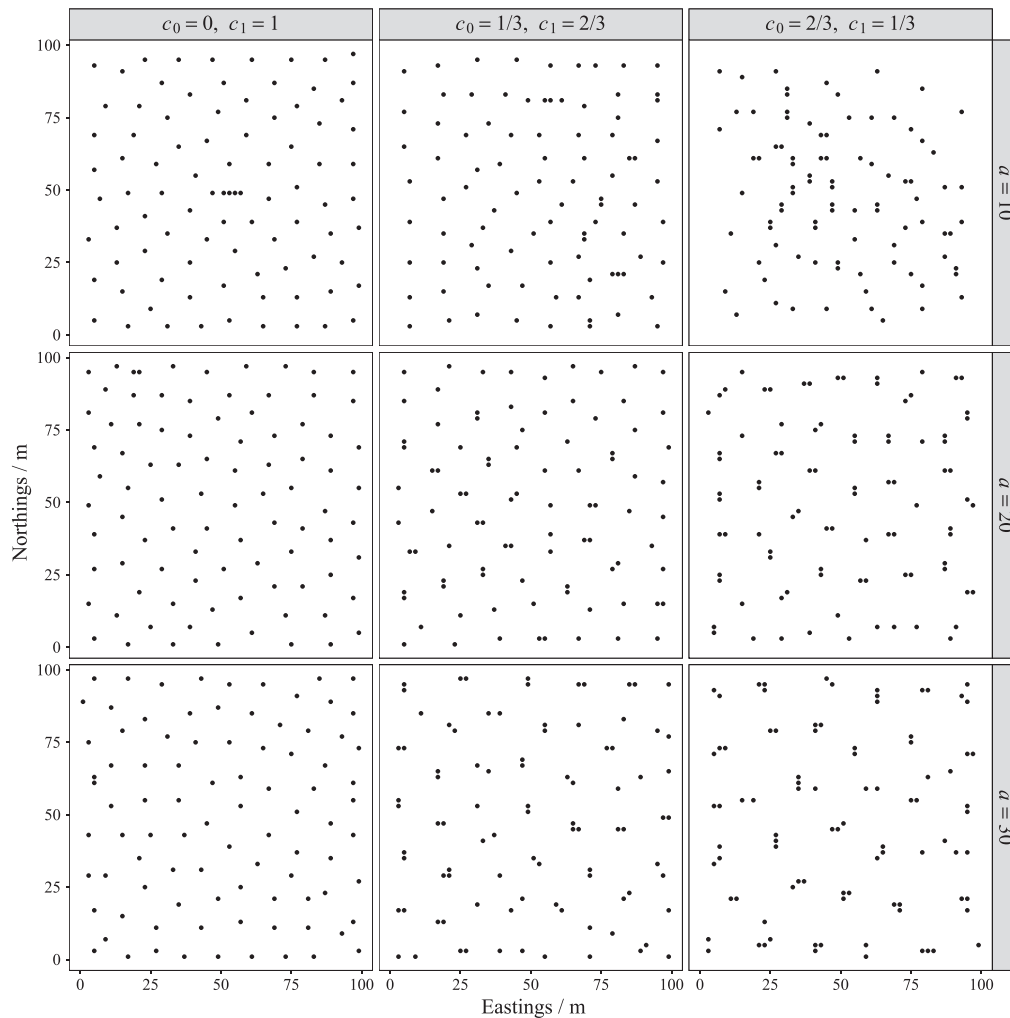 c0 = 0, c1 = 1
c0 = 1/3, c1 = 2/3
c0 = 2/3, c1 = 1/3
100
75
50
25
0
a = 10
100
75
50
25
0
a = 20
100
75
50
25
0
a = 30
Northings / m
0 25 50 75 100
0 25 50 75 100
0 25 50 75 100
Eastings / m